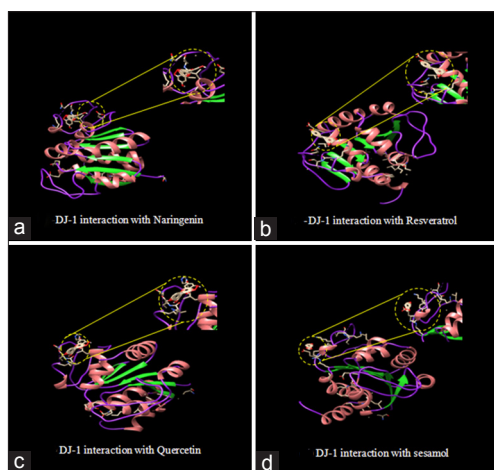 a
DJ-1 interaction with Naringenin
b
-DJ-1 interaction with Resveratrol
c
DJ-1 interaction with Quercetin
d
DJ-1 interaction with sesamol